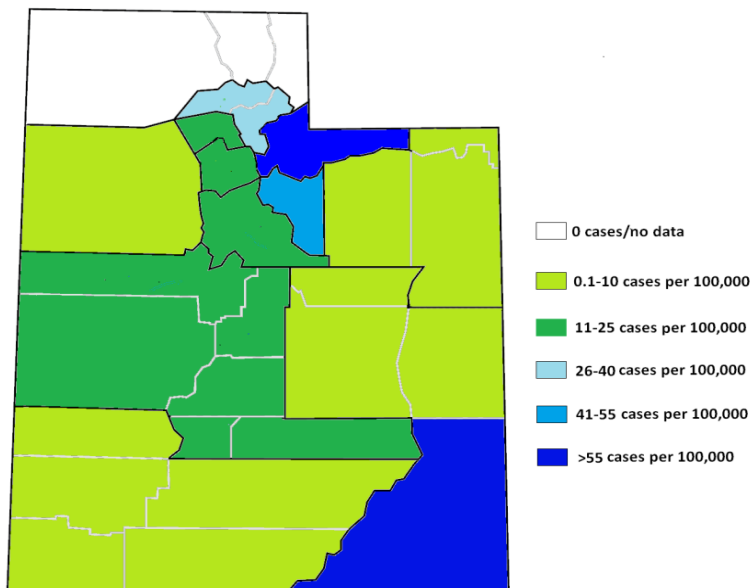 0 cases/no data
0.1-10 cases per 100,000
11-25 cases per 100,000
26-40 cases per 100,000
41-55 cases per 100,000
>55 cases per 100,000